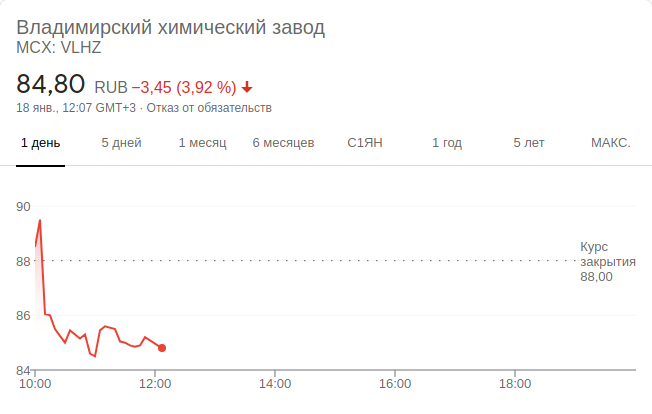 Владимирский химический завод
MCX: VLHZ
84,80 RUB −3,45 (3,92 %)
18 янв., 12:07 GMT+3 · Отказ от обязательств
1 день 5 дней 1 месяц 6 месяцев С1ЯН 1 год 5 лет МАКС.
90
88
86
84
Курс
закрытия
88,00
10:00 12:00 14:00 16:00 18:00